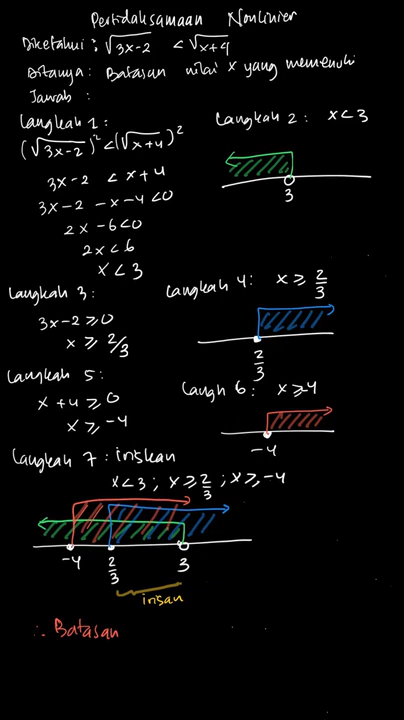 Pertidaksamaan Nonlinier
Diketahui : √3x-2 < √x+4
Ditanya : Batasan nilai x yang memenuhi
Jawab :
Langkah 1 :
(√3x-2)² < (√x+4)²
3x-2 < x+4
3x-2 -x-4<0
2x -6<0
2x < 6
x < 3
Langkah 2 : x < 3
3
Langkah 3 :
3x-2 ≥ 0
x ≥ 2/3
Langkah 4 : x ≥ 2/3
2/3
Langkah 5 :
x + 4 ≥ 0
x ≥ -4
Langh 6 : x ≥ -4
-4
Langkah 7 : iriskan
x < 3 ; x ≥ 2/3 ; x ≥ -4
-4 2/3 3
irisan
∴ Batasan